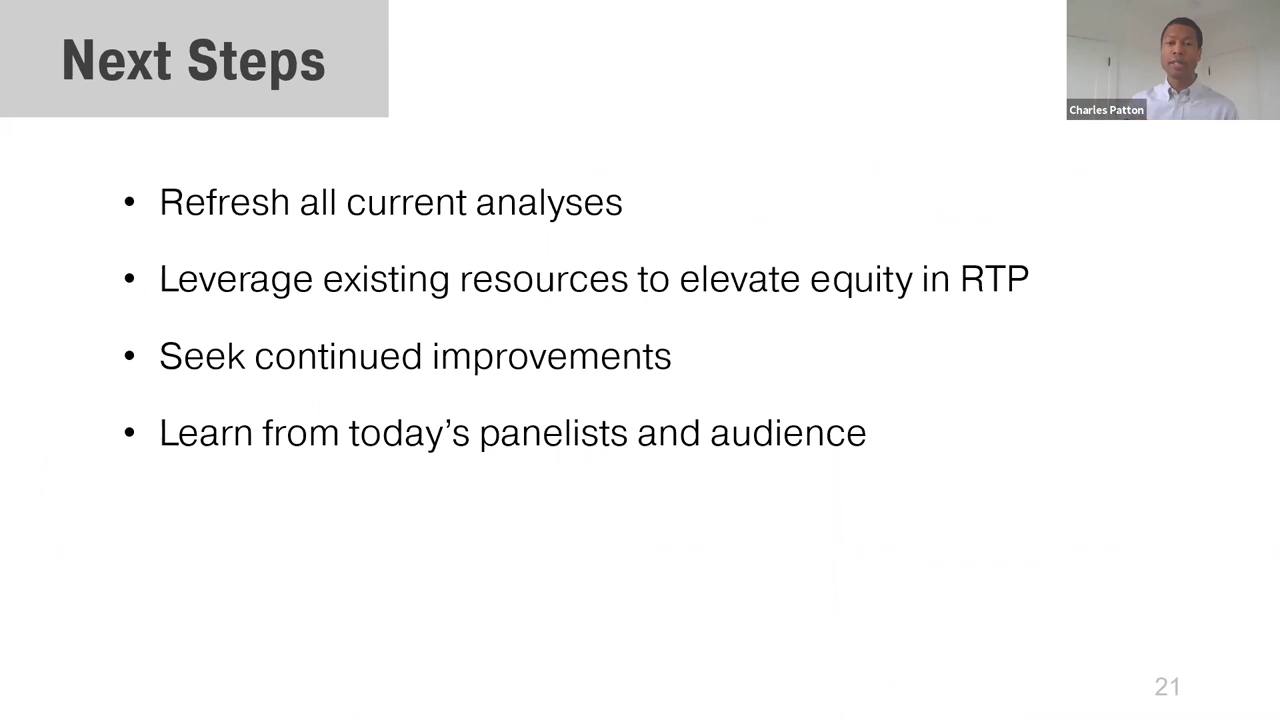 Next Steps
Charles Patton
• Refresh all current analyses
• Leverage existing resources to elevate equity in RTP
• Seek continued improvements
• Learn from today’s panelists and audience
21